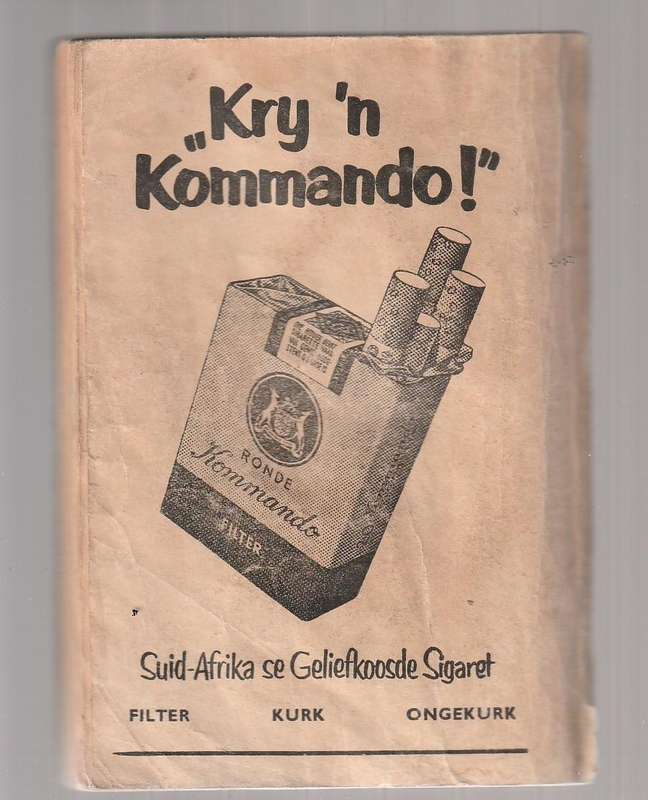 „Kry 'n
Kommando!”
RONDE
Kommando
FILTER
Suid-Afrika se Geliefkoosde Sigaret
FILTER KURK ONGEKURK